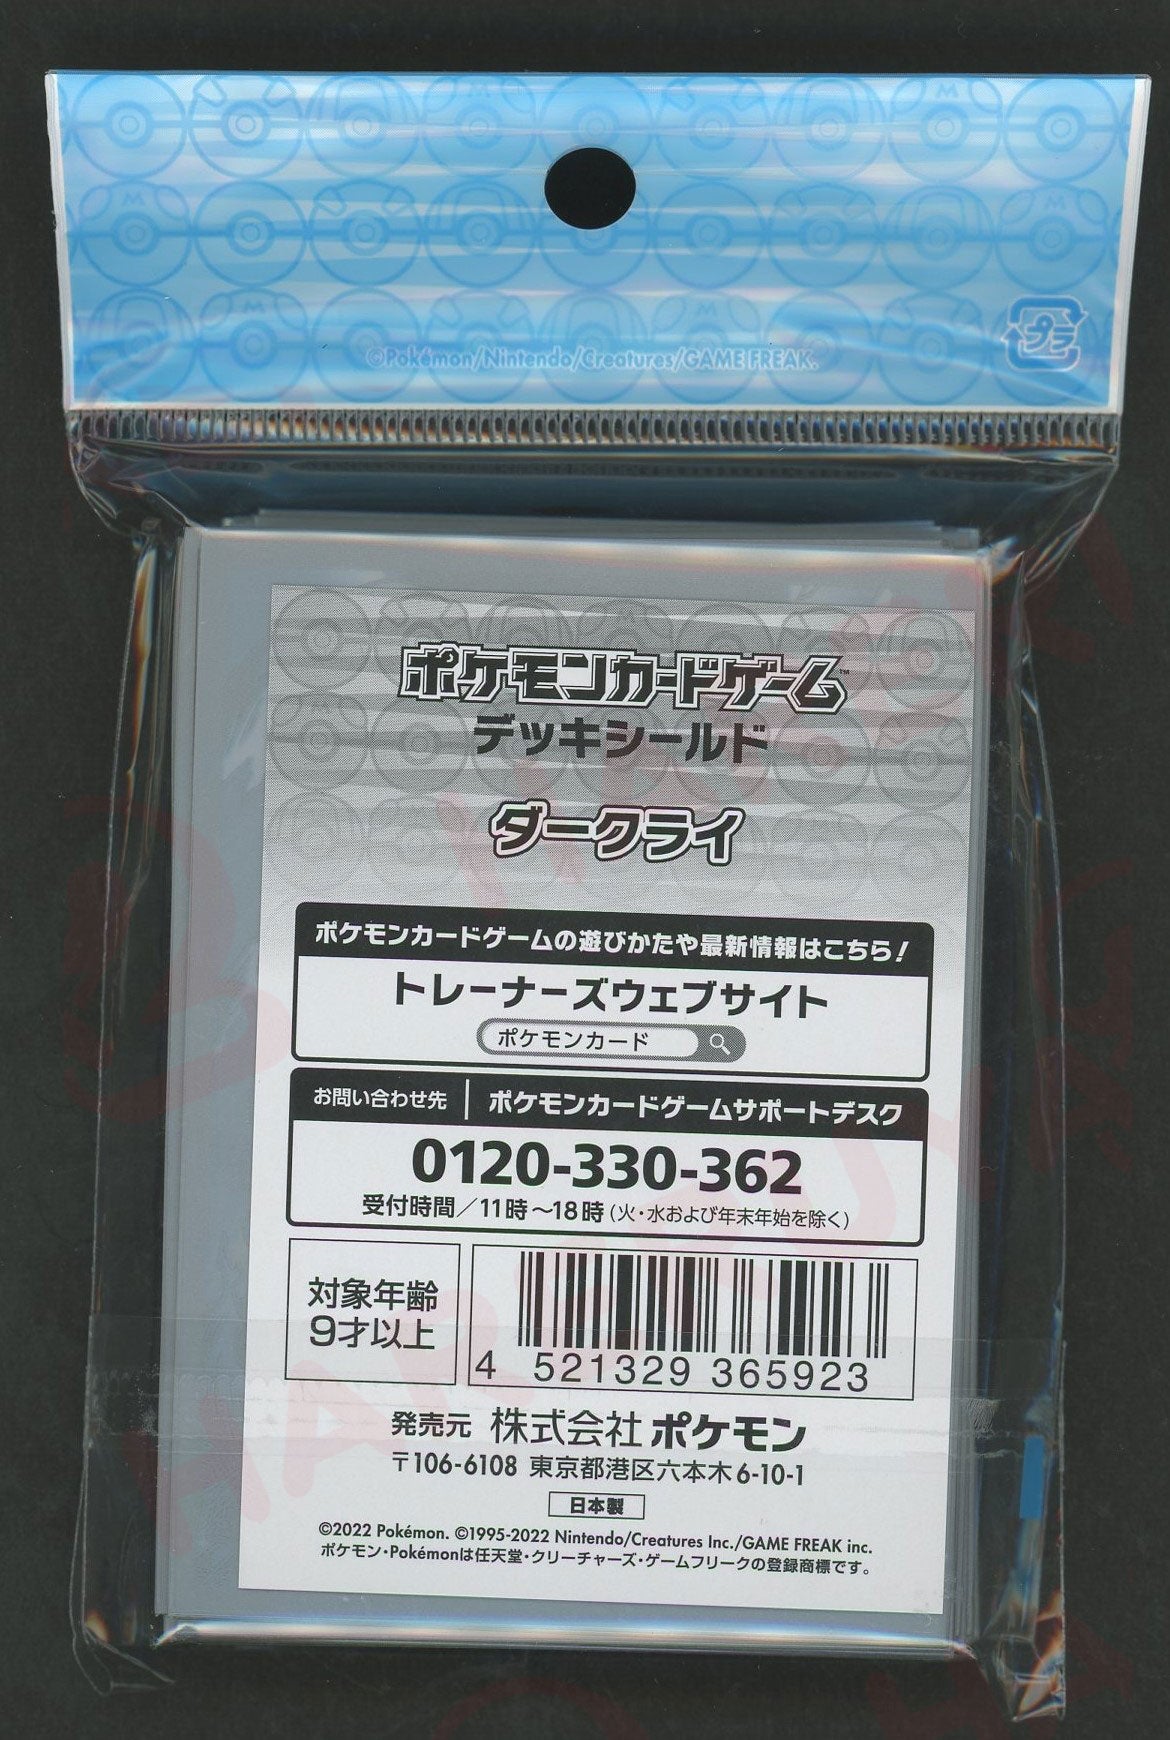 ©Pokémon/Nintendo/Creatures/GAME FREAK.
プラ
ポケモンカードゲーム™
デッキシールド
ダークライ
ポケモンカードゲームの遊びかたや最新情報はこちら!
トレーナーズウェブサイト
ポケモンカード
お問い合わせ先 ポケモンカードゲームサポートデスク
0120-330-362
受付時間/11時~18時(火・水および年末年始を除く)
対象年齢
9才以上
4 521329 365923
発売元 株式会社ポケモン
〒106-6108 東京都港区六本木6-10-1
日本製
©2022 Pokémon. ©1995-2022 Nintendo/Creatures Inc./GAME FREAK inc.
ポケモン・Pokémonは任天堂・クリーチャーズ・ゲームフリークの登録商標です。